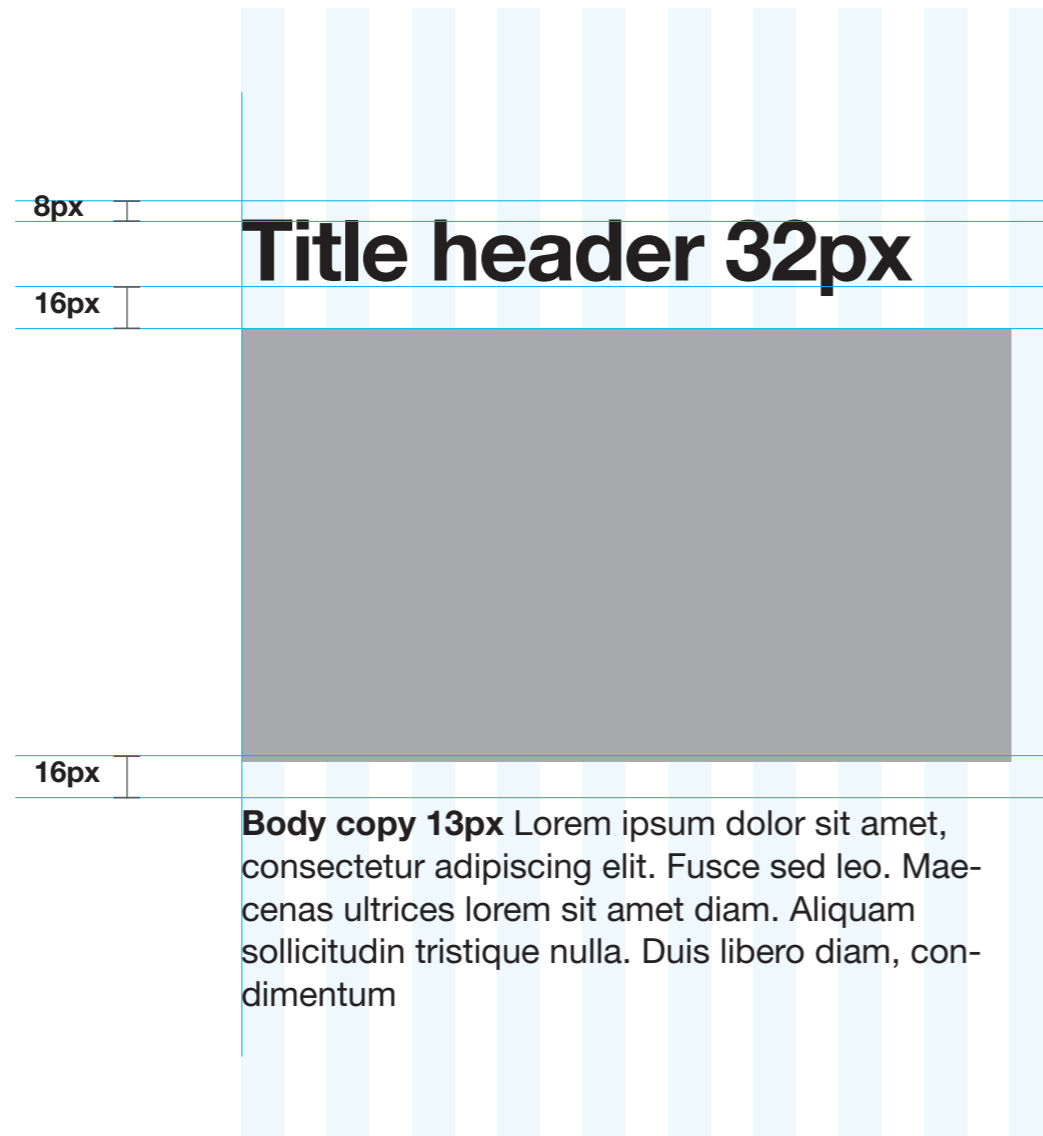 8px
Title header 32px
16px
16px
Body copy 13px Lorem ipsum dolor sit amet,
consectetur adipiscing elit. Fusce sed leo. Mae-
cenas ultrices lorem sit amet diam. Aliquam
sollicitudin tristique nulla. Duis libero diam, con-
dimentum